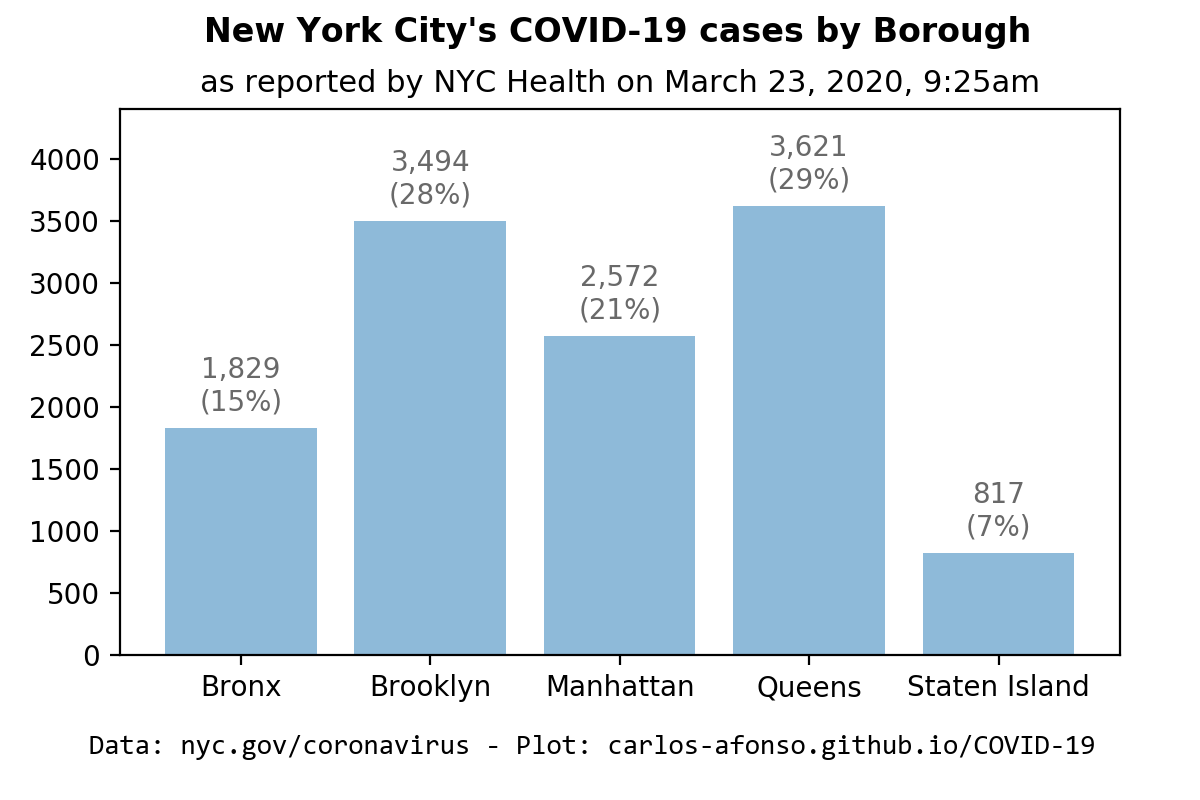 New York City's COVID-19 cases by Borough
as reported by NYC Health on March 23, 2020, 9:25am
4000
3500
3000
2500
2000
1500
1000
500
0
1,829
(15%)
3,494
(28%)
2,572
(21%)
3,621
(29%)
817
(7%)
Bronx
Brooklyn
Manhattan
Queens
Staten Island
Data: nyc.gov/coronavirus - Plot: carlos-afonso.github.io/COVID-19